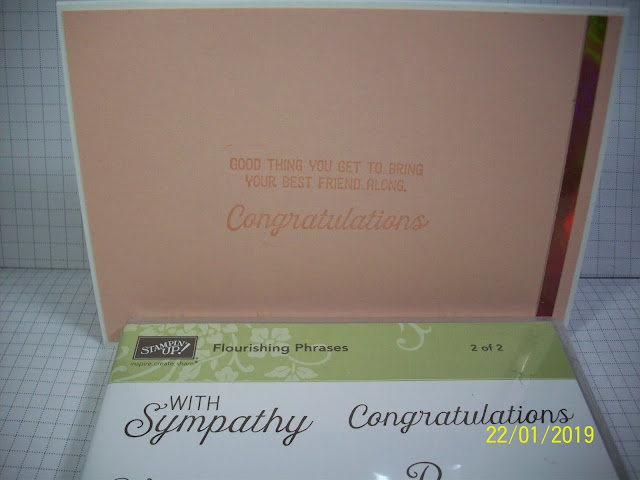 GOOD THING YOU GET TO BRING
YOUR BEST FRIEND ALONG.
Congratulations
STAMPIN' UP!
inspire. create. share.
Flourishing Phrases
2 of 2
WITH
Sympathy
Congratulations
22/01/2019